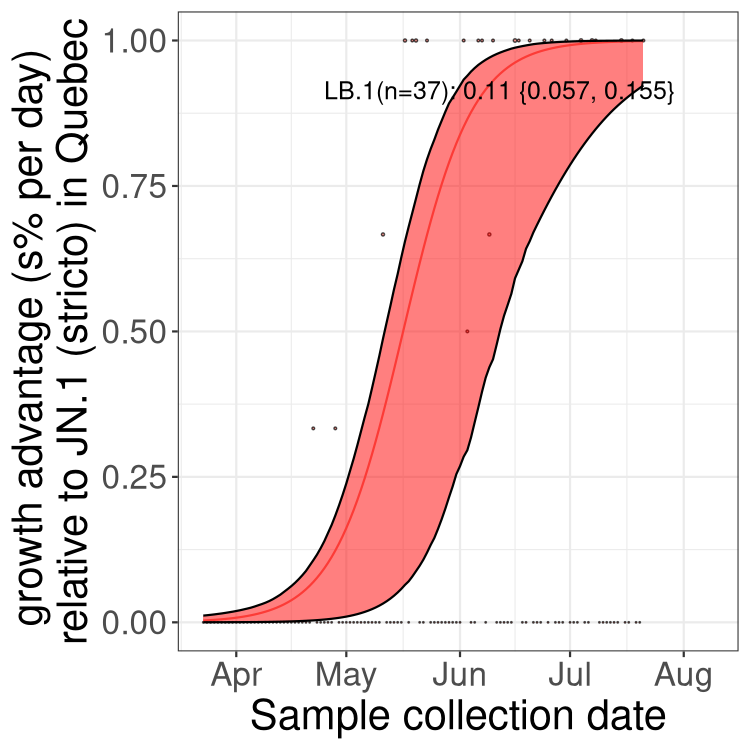 growth advantage (s% per day)
relative to JN.1 (stricto) in Quebec
1.00
0.75
0.50
0.25
0.00
LB.1(n=37): 0.11 {0.057, 0.155}
Apr May Jun Jul Aug
Sample collection date